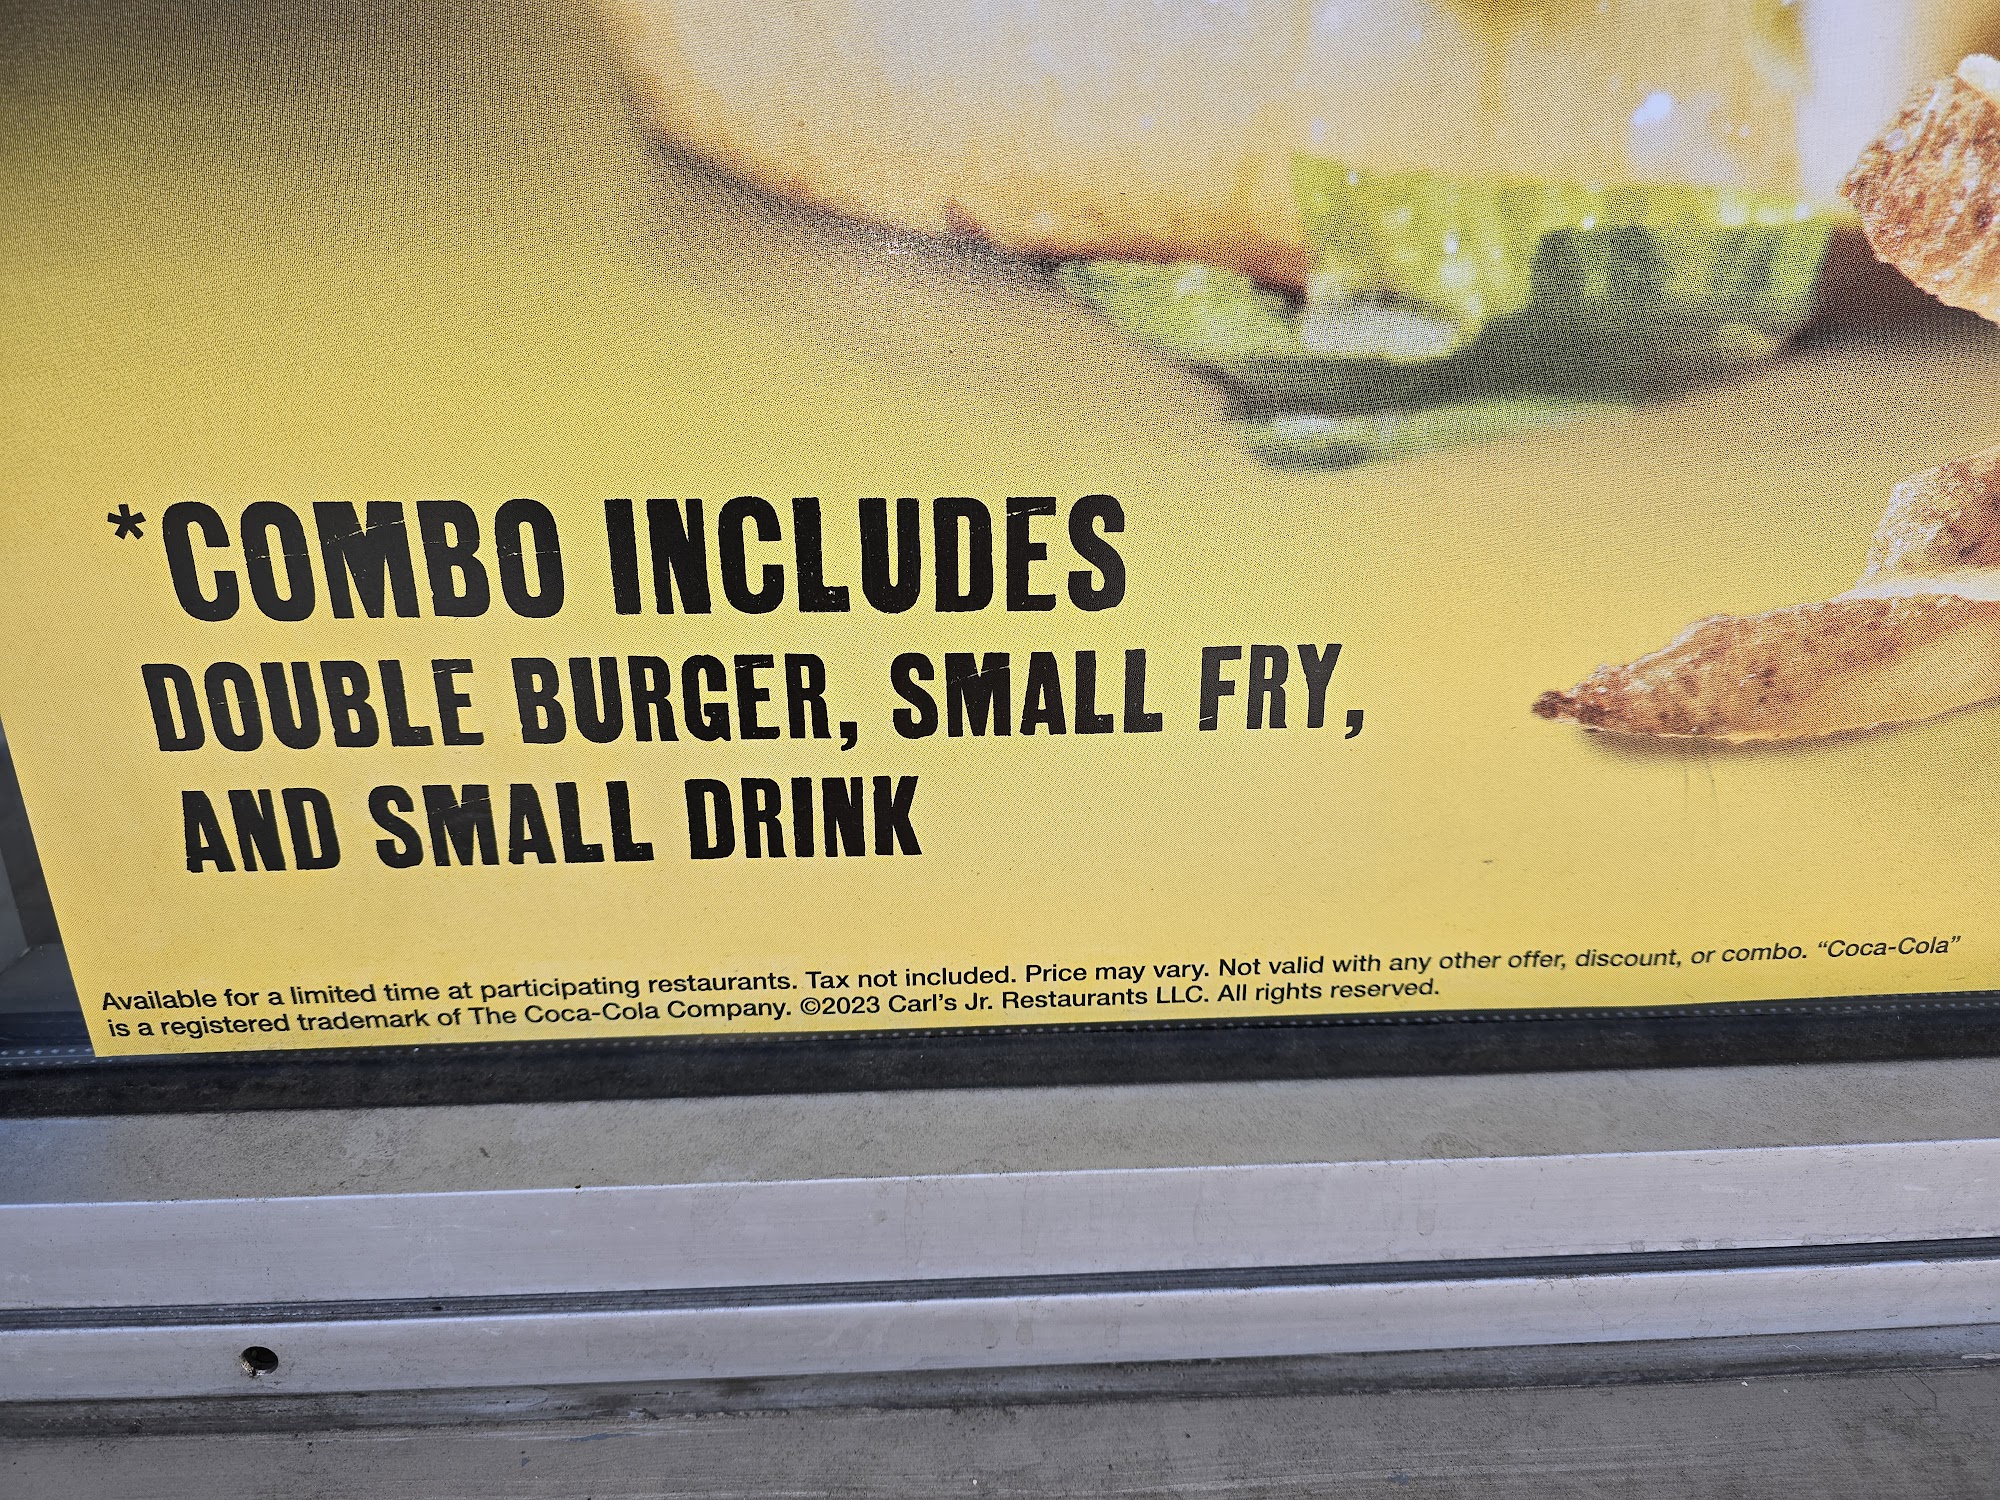 *COMBO INCLUDES
DOUBLE BURGER, SMALL FRY,
AND SMALL DRINK
Available for a limited time at participating restaurants. Tax not included. Price may vary. Not valid with any other offer, discount, or combo. “Coca-Cola”
is a registered trademark of The Coca-Cola Company. ©2023 Carl’s Jr. Restaurants LLC. All rights reserved.